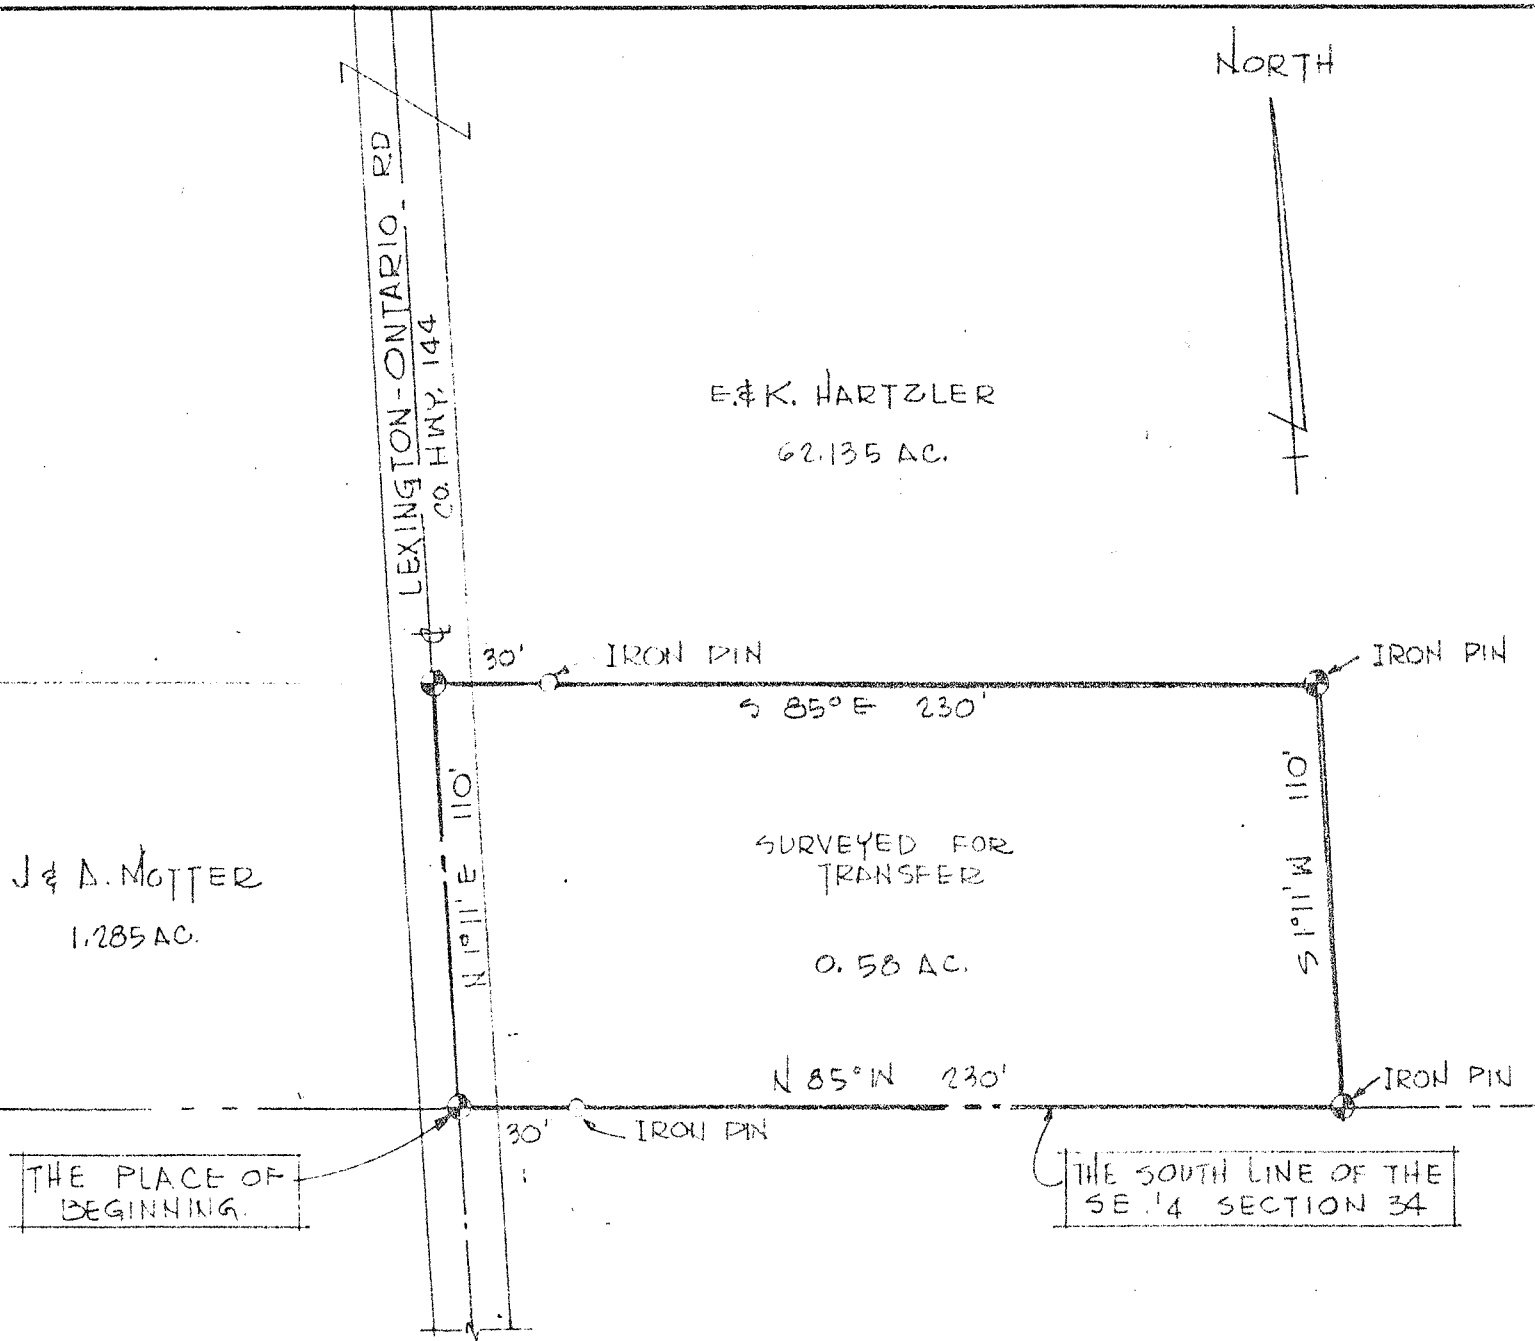 NORTH
LEXINGTON-ONTARIO. RD
CO. HWY. 144
E. & K. HARTZLER
62.135 AC.
30'
IRON PIN
IRON PIN
S 85° E 230'
N 1°11' E 110'
S 1°11' W 110'
J & A. MOTTER
1.285 AC.
SURVEYED FOR
TRANSFER
0.58 AC.
N 85° W 230'
30'
IRON PIN
IRON PIN
THE PLACE OF
BEGINNING.
THE SOUTH LINE OF THE
SE. 1/4 SECTION 34